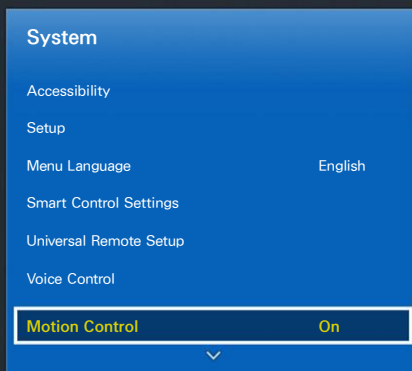 System
Accessibility
Setup
Menu Language English
Smart Control Settings
Universal Remote Setup
Voice Control
Motion Control On